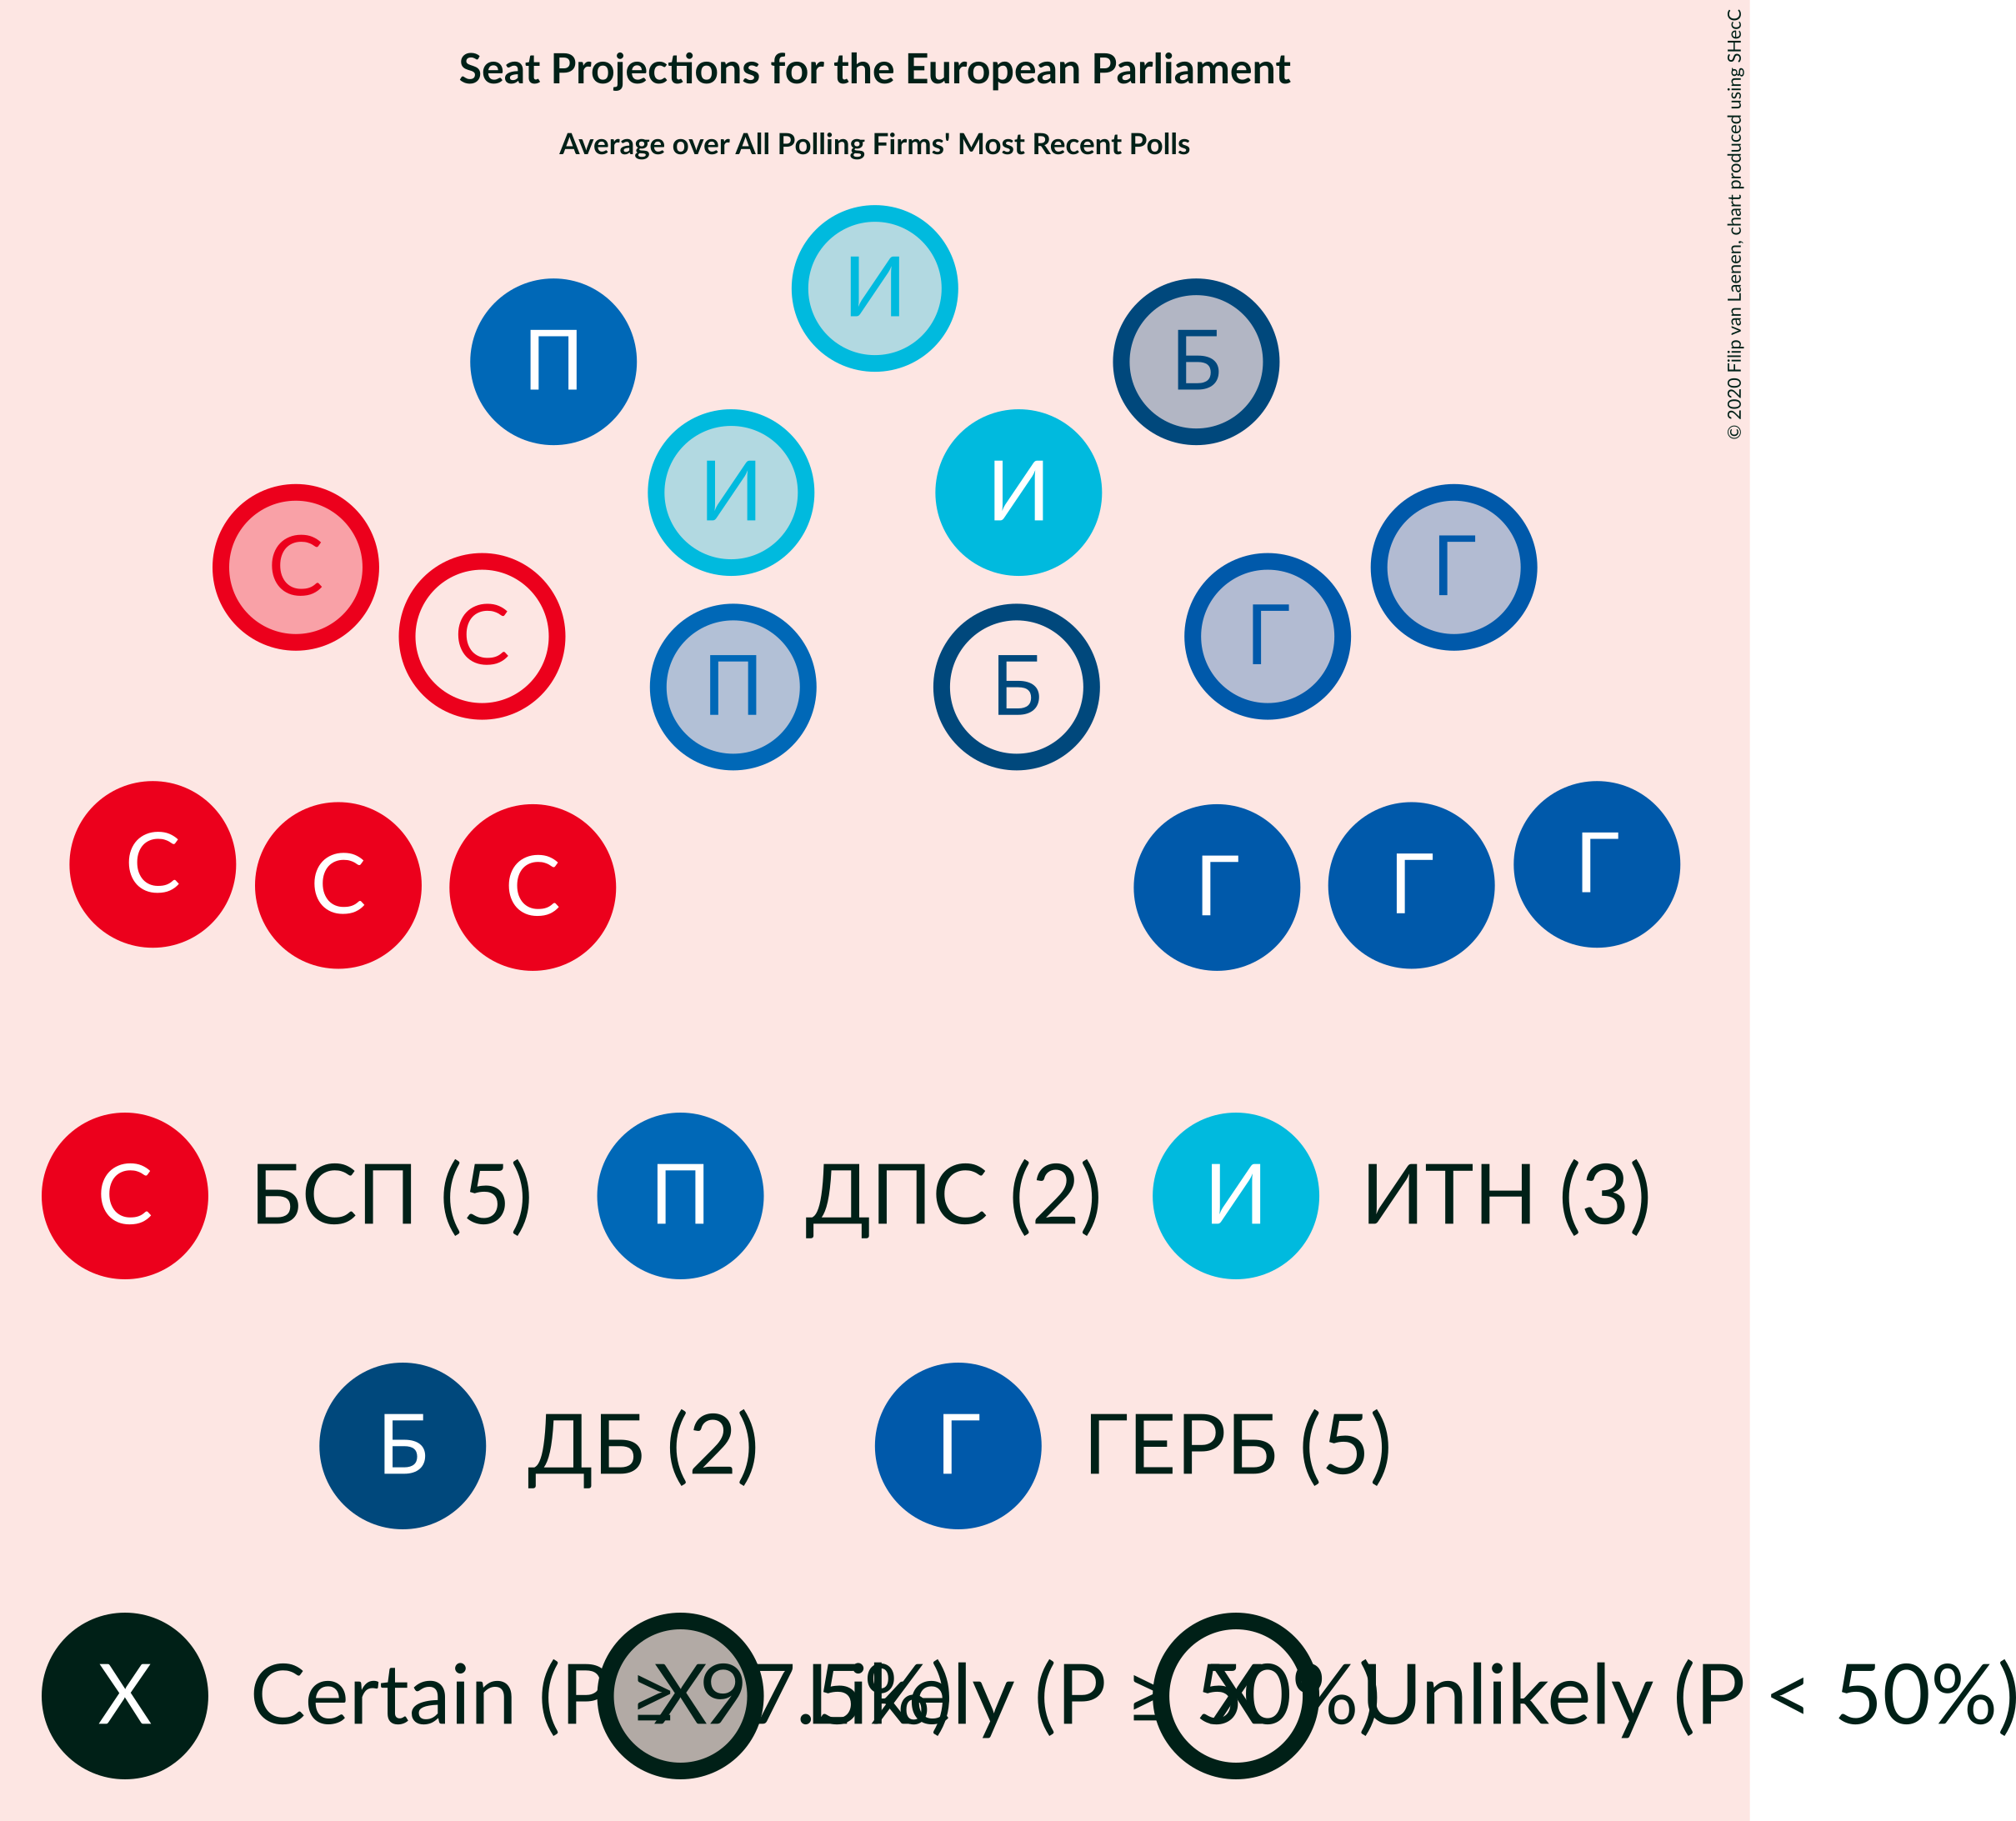 Seat Projections for the European Parliament
Average over All Polling Firms' Most Recent Polls
© 2020 Filip van Laenen, chart produced using SHecC
И
П Б
И И
С Г
С Г
П Б
С Г
С Г
С Г
С БСП (5) П ДПС (2) И ИТН (3)
Б ДБ (2) Г ГЕРБ (5)
X Certain (P ≥ 97.5%) X Likely (P ≥ 50%) X Unlikely (P < 50%)